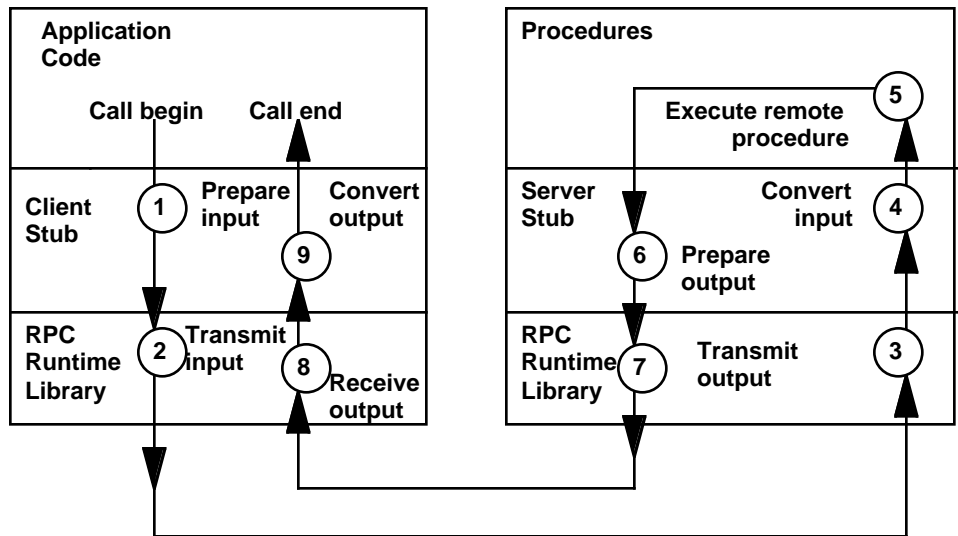 Application
Code
Call begin
Call end
Client
Stub
1
Prepare
input
Convert
output
9
RPC
Runtime
Library
2
Transmit
input
8
Receive
output
Procedures
5
Execute remote
procedure
Server
Stub
Convert
input
4
6
Prepare
output
RPC
Runtime
Library
7
Transmit
output
3